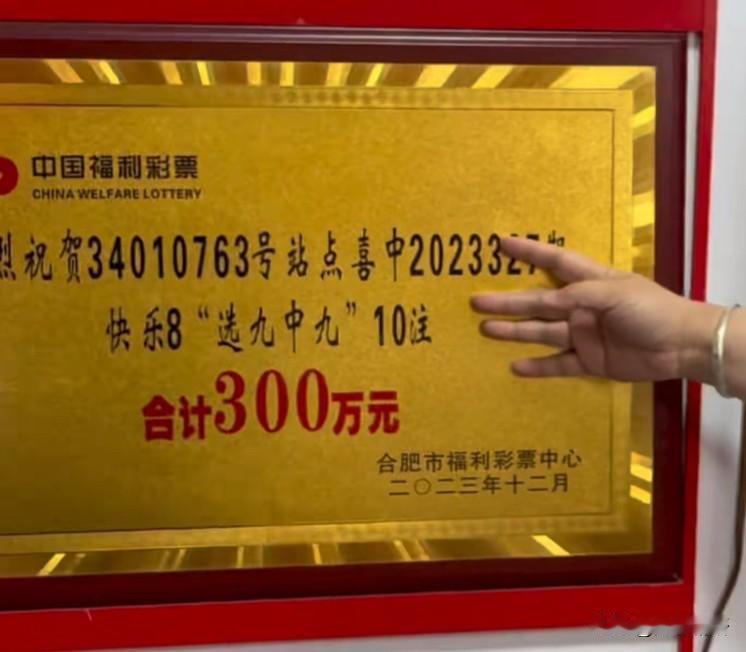 中国福利彩票
CHINA WELFARE LOTTERY
烈祝贺34010763号站点喜中2023327期
快乐8“选九中九”10注
合计300万元
合肥市福利彩票中心
二〇二三年十二月